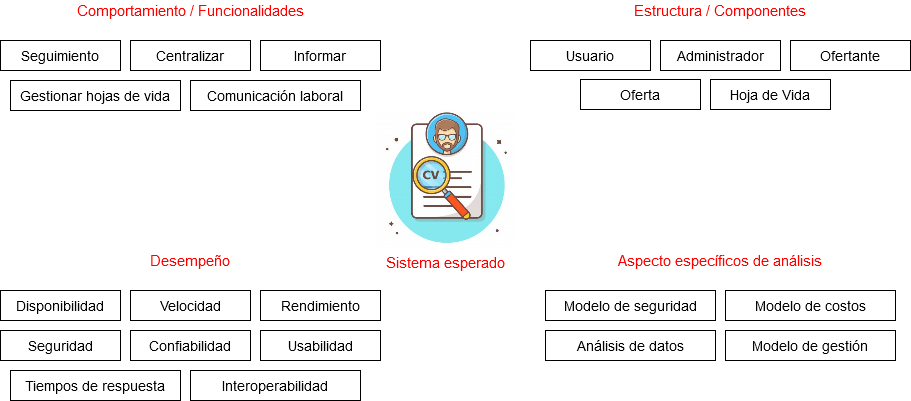 Comportamiento / Funcionalidades
Seguimiento
Centralizar
Informar
Gestionar hojas de vida
Comunicación laboral
Estructura / Componentes
Usuario
Administrador
Ofertante
Oferta
Hoja de Vida
CV
Sistema esperado
Desempeño
Disponibilidad
Velocidad
Rendimiento
Seguridad
Confiabilidad
Usabilidad
Tiempos de respuesta
Interoperabilidad
Aspecto específicos de análisis
Modelo de seguridad
Modelo de costos
Análisis de datos
Modelo de gestión